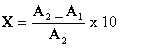 X = A₂ – A₁ / A₂ x 10